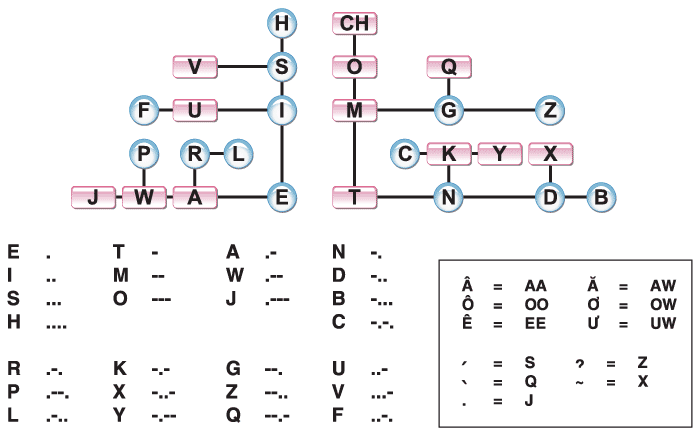 H CH
V S O Q
F U I M G Z
P R L C K Y X
J W A E T N D B
E . T - A .- N -.
I .. M -- W .-- D -..
S ... O --- J .--- B -...
H .... C -.-.
R .-. K -.- G --. U ..-
P .--. X -..- Z --.. V ...-
L .-.. Y -.-- Q --.- F ..-.
Â = AA Ă = AW
Ô = OO Ơ = OW
Ê = EE Ư = UW
ˊ = S ? = Z
ˋ = Q ~ = X
. = J